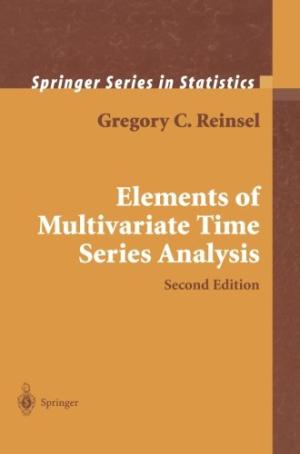 Springer Series in Statistics
Gregory C. Reinsel
Elements of
Multivariate Time
Series Analysis
Second Edition
Springer